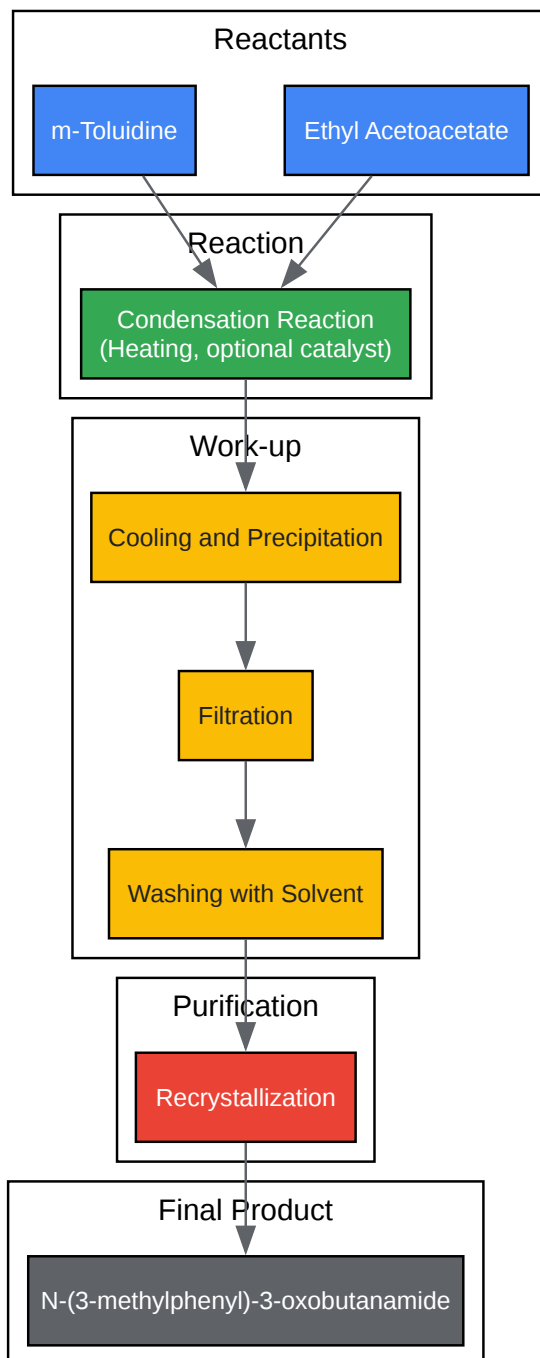 Reactants
m-Toluidine
Ethyl Acetoacetate
Reaction
Condensation Reaction
(Heating, optional catalyst)
Work-up
Cooling and Precipitation
Filtration
Washing with Solvent
Purification
Recrystallization
Final Product
N-(3-methylphenyl)-3-oxobutanamide